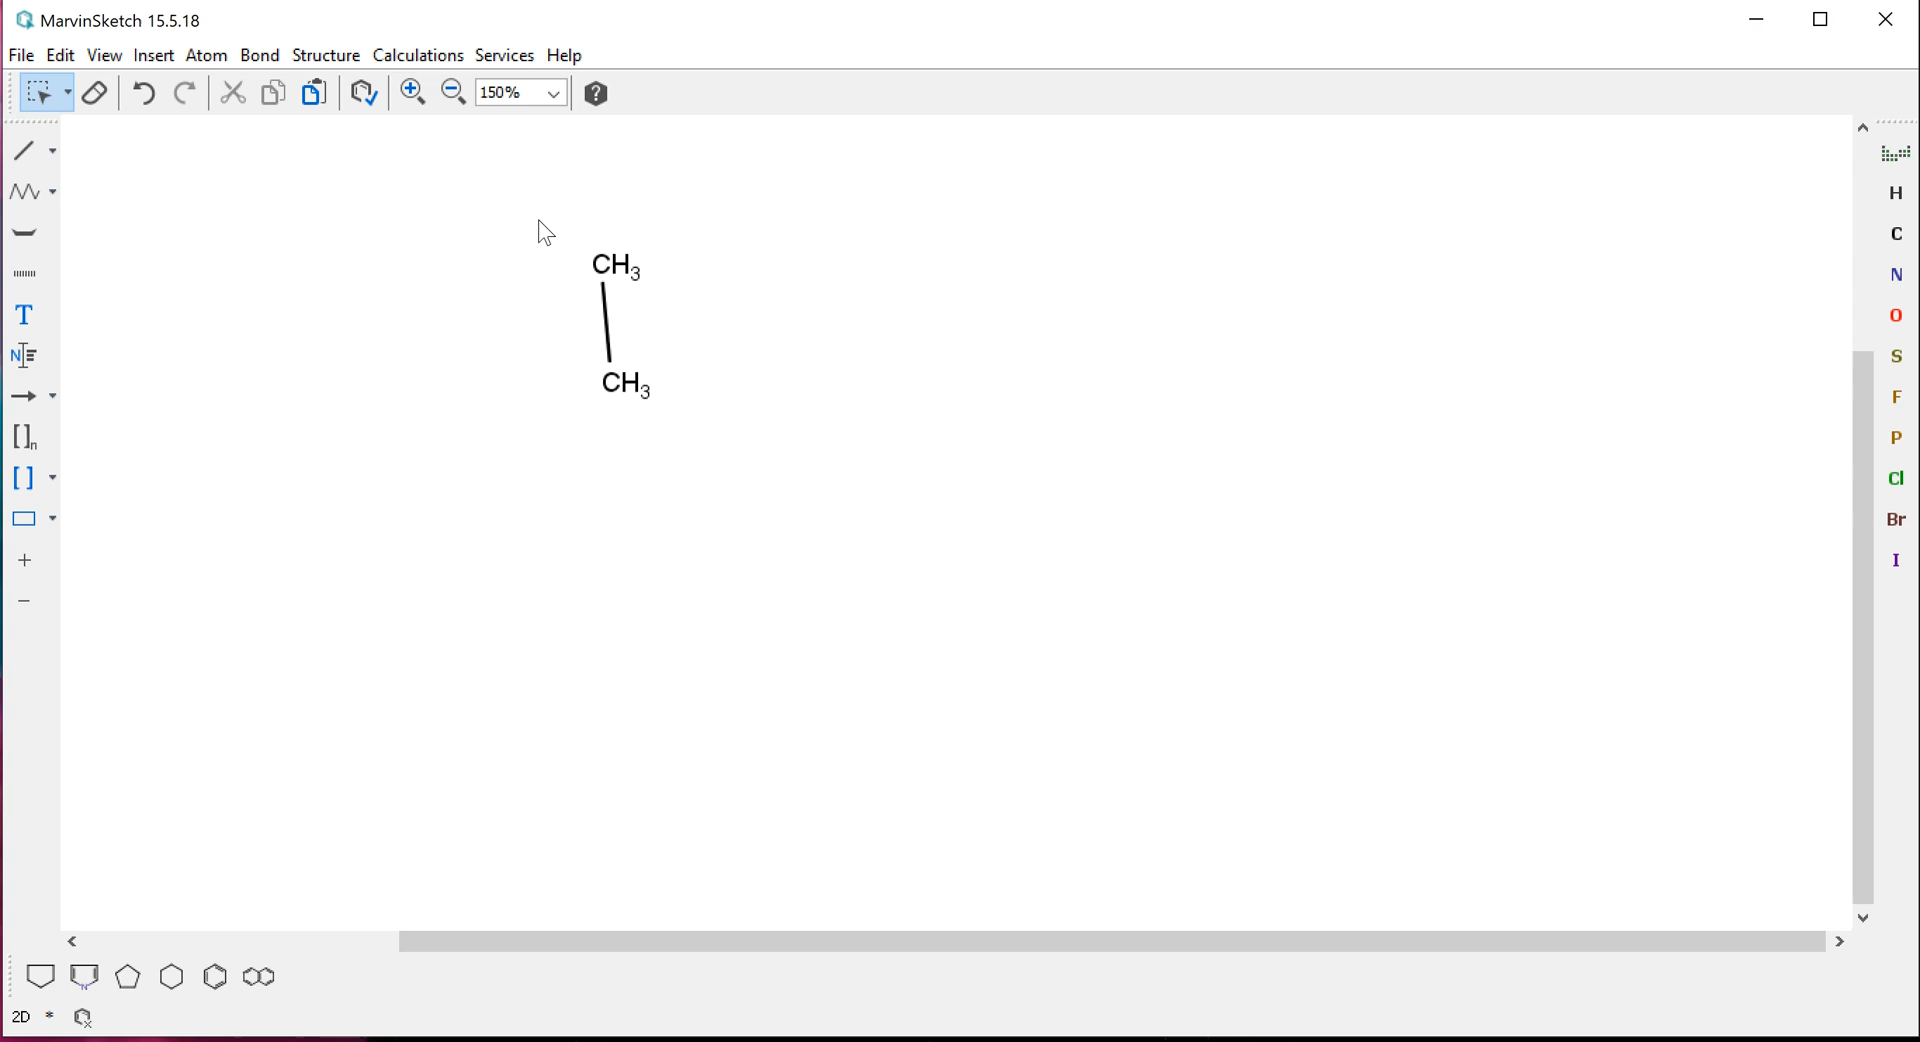 MarvinSketch 15.5.18
File Edit View Insert Atom Bond Structure Calculations Services Help
150%
T
N
[ ]n
[ ]
CH3
CH3
H
C
N
O
S
F
P
Cl
Br
I
N
2D *